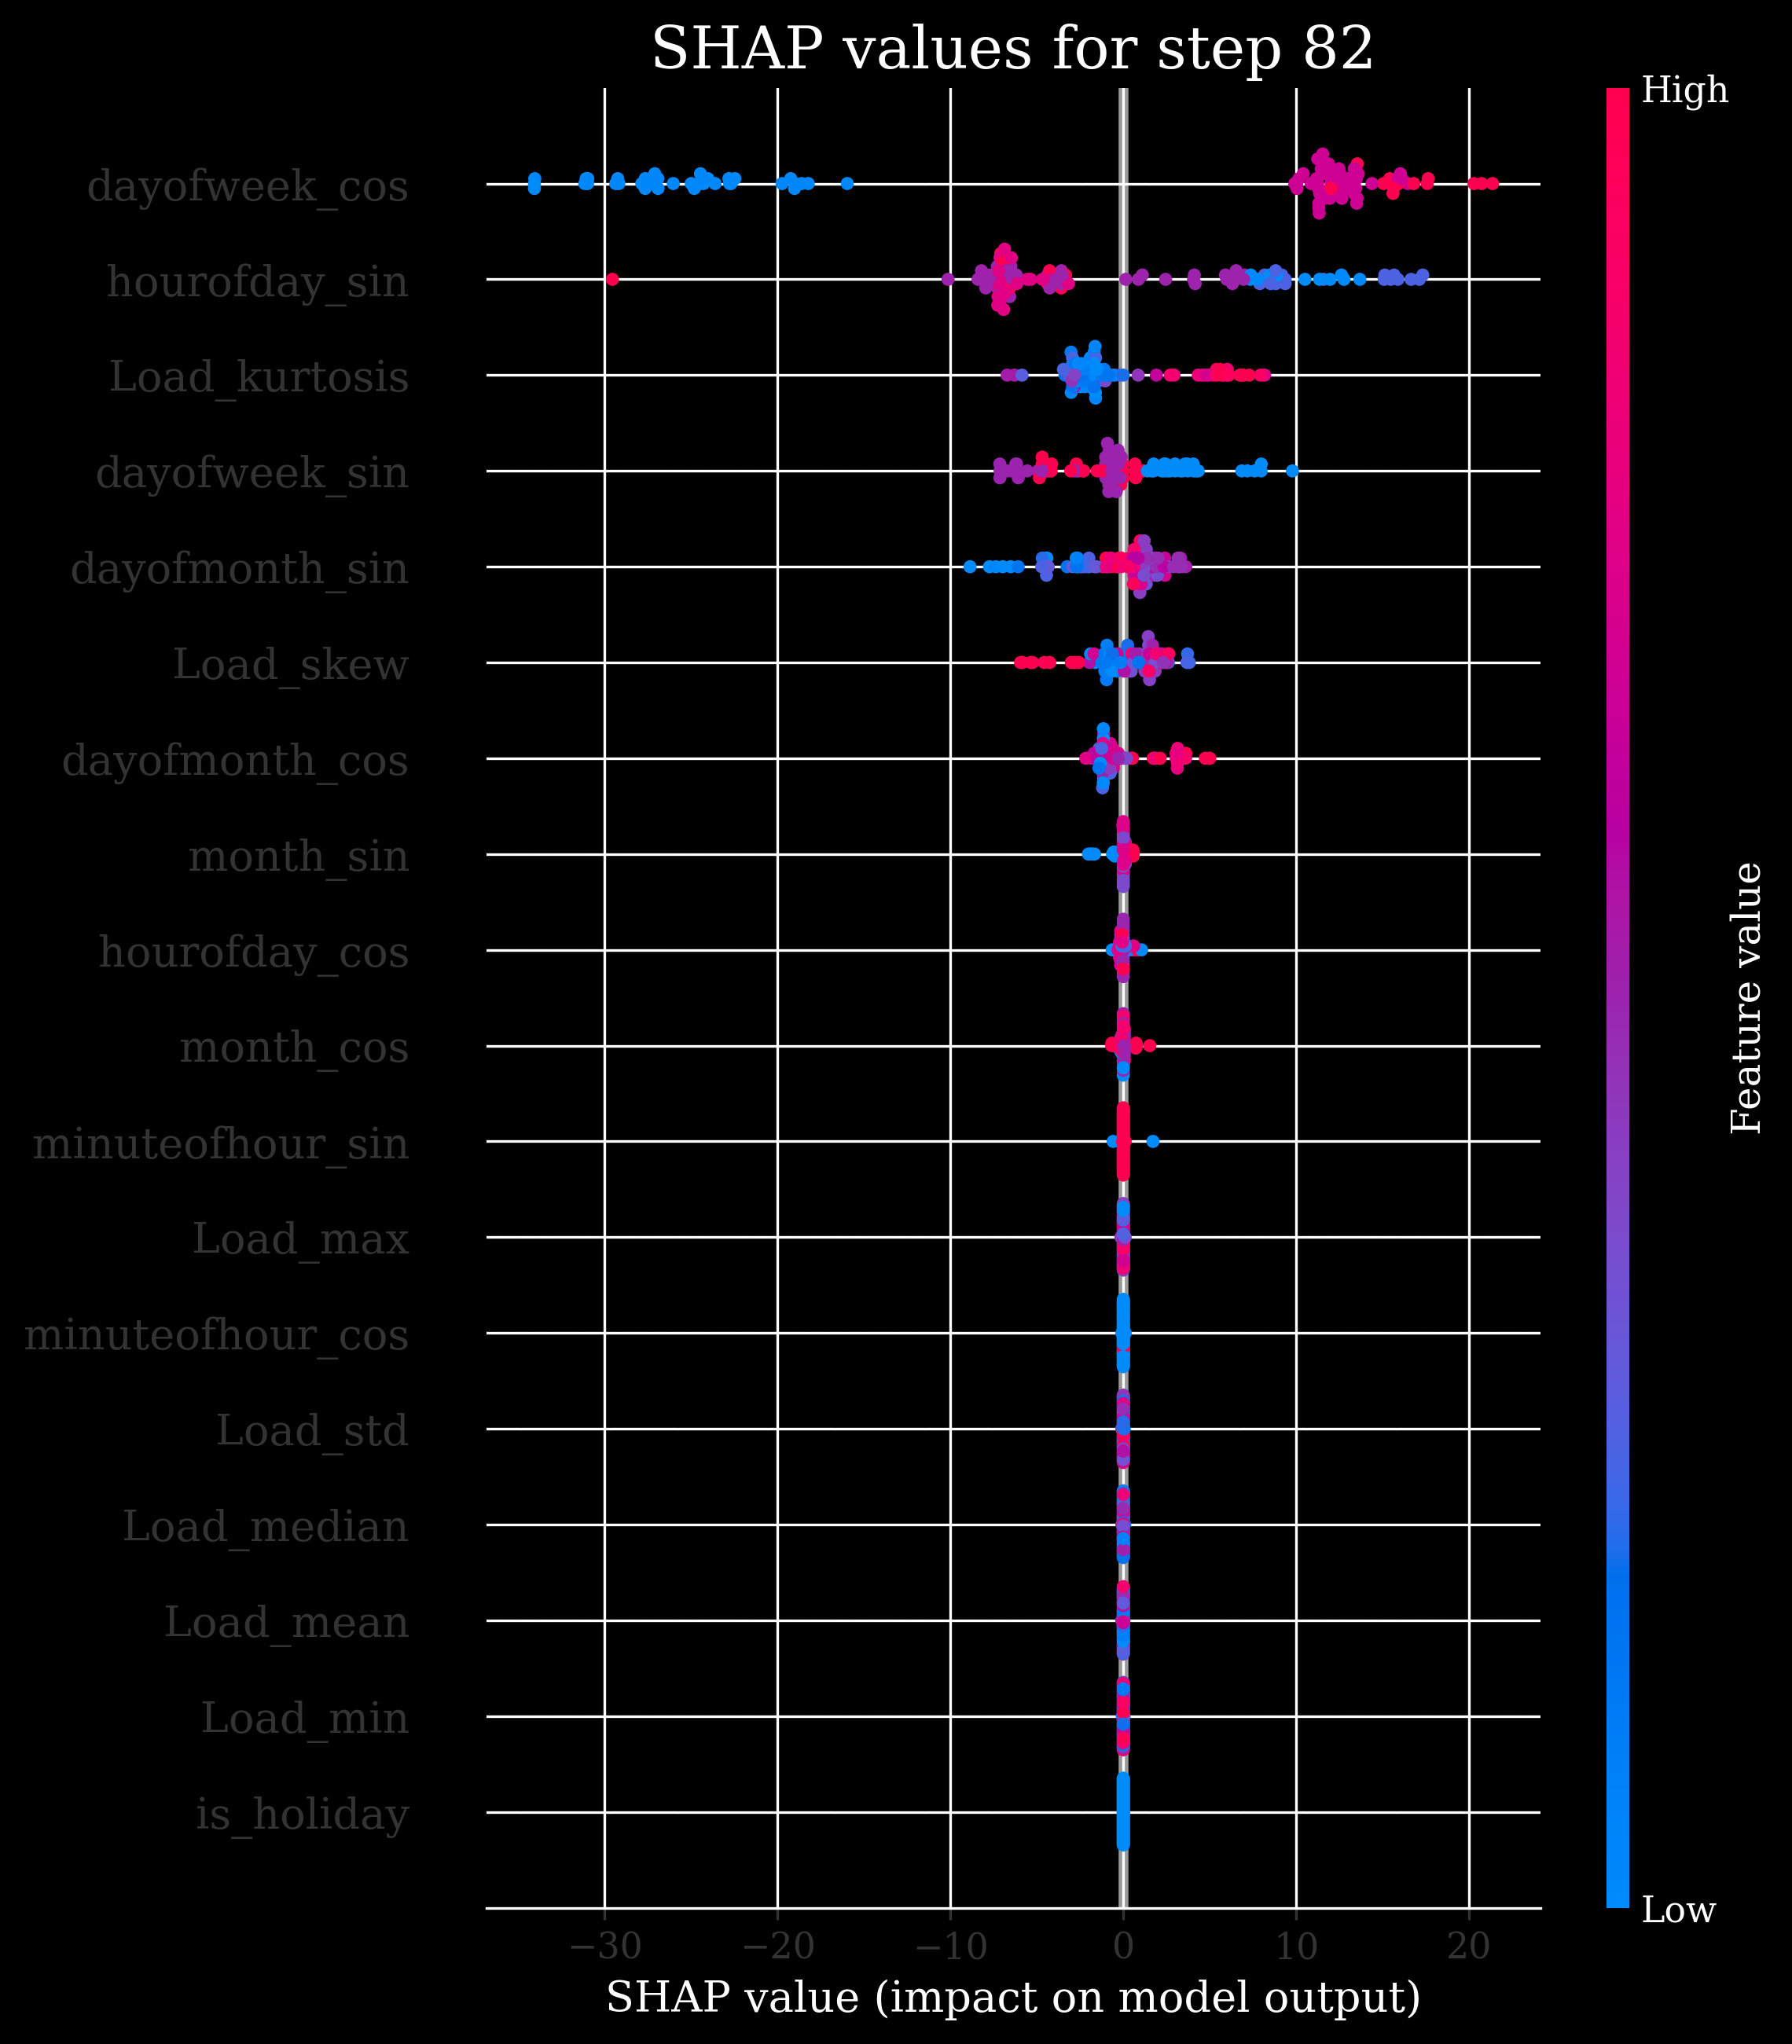 SHAP values for step 82
High
dayofweek_cos
hourofday_sin
Load_kurtosis
dayofweek_sin
dayofmonth_sin
Load_skew
dayofmonth_cos
month_sin
hourofday_cos
month_cos
minuteofhour_sin
Load_max
minuteofhour_cos
Load_std
Load_median
Load_mean
Load_min
is_holiday
Feature value
Low
−30 −20 −10 0 10 20
SHAP value (impact on model output)